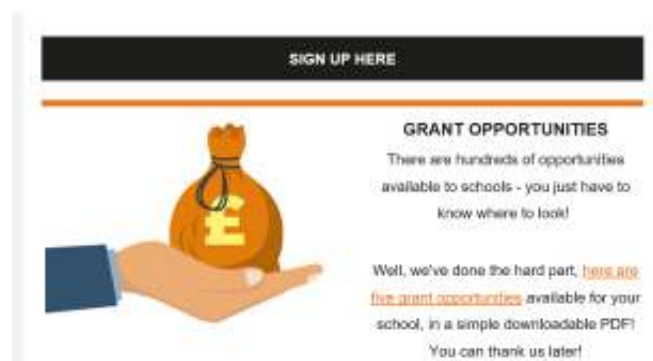 SIGN UP HERE
£
GRANT OPPORTUNITIES
There are hundreds of opportunities
available to schools - you just have to
know where to look!
Well, we've done the hard part, here are
five grant opportunities available for your
school, in a simple downloadable PDF!
You can thank us later!